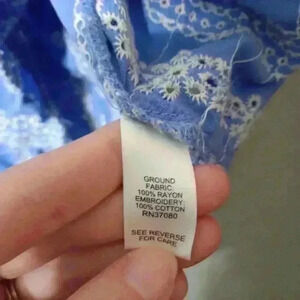 GROUND
FABRIC:
100% RAYON
EMBROIDERY:
100% COTTON
RN37080
SEE REVERSE
FOR CARE